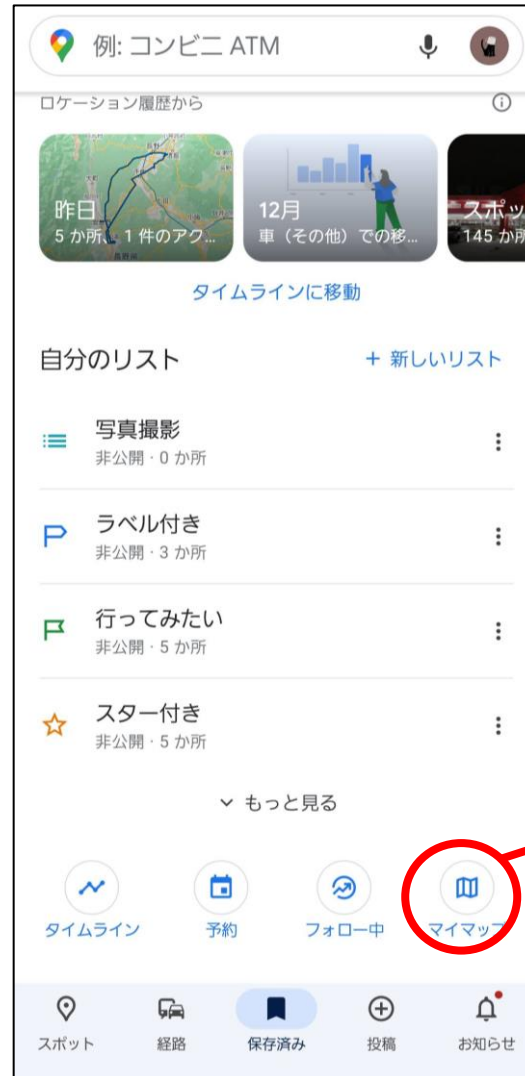 例: コンビニ ATM
ロケーション履歴から
昨日
5 か所、1 件のアク...
12月
車（その他）での移...
スポッ
145 か所
タイムラインに移動
自分のリスト
+ 新しいリスト
写真撮影
非公開・0 か所
ラベル付き
非公開・3 か所
行ってみたい
非公開・5 か所
スター付き
非公開・5 か所
もっと見る
タイムライン 予約 フォロー中 マイマップ
スポット 経路 保存済み 投稿 お知らせ